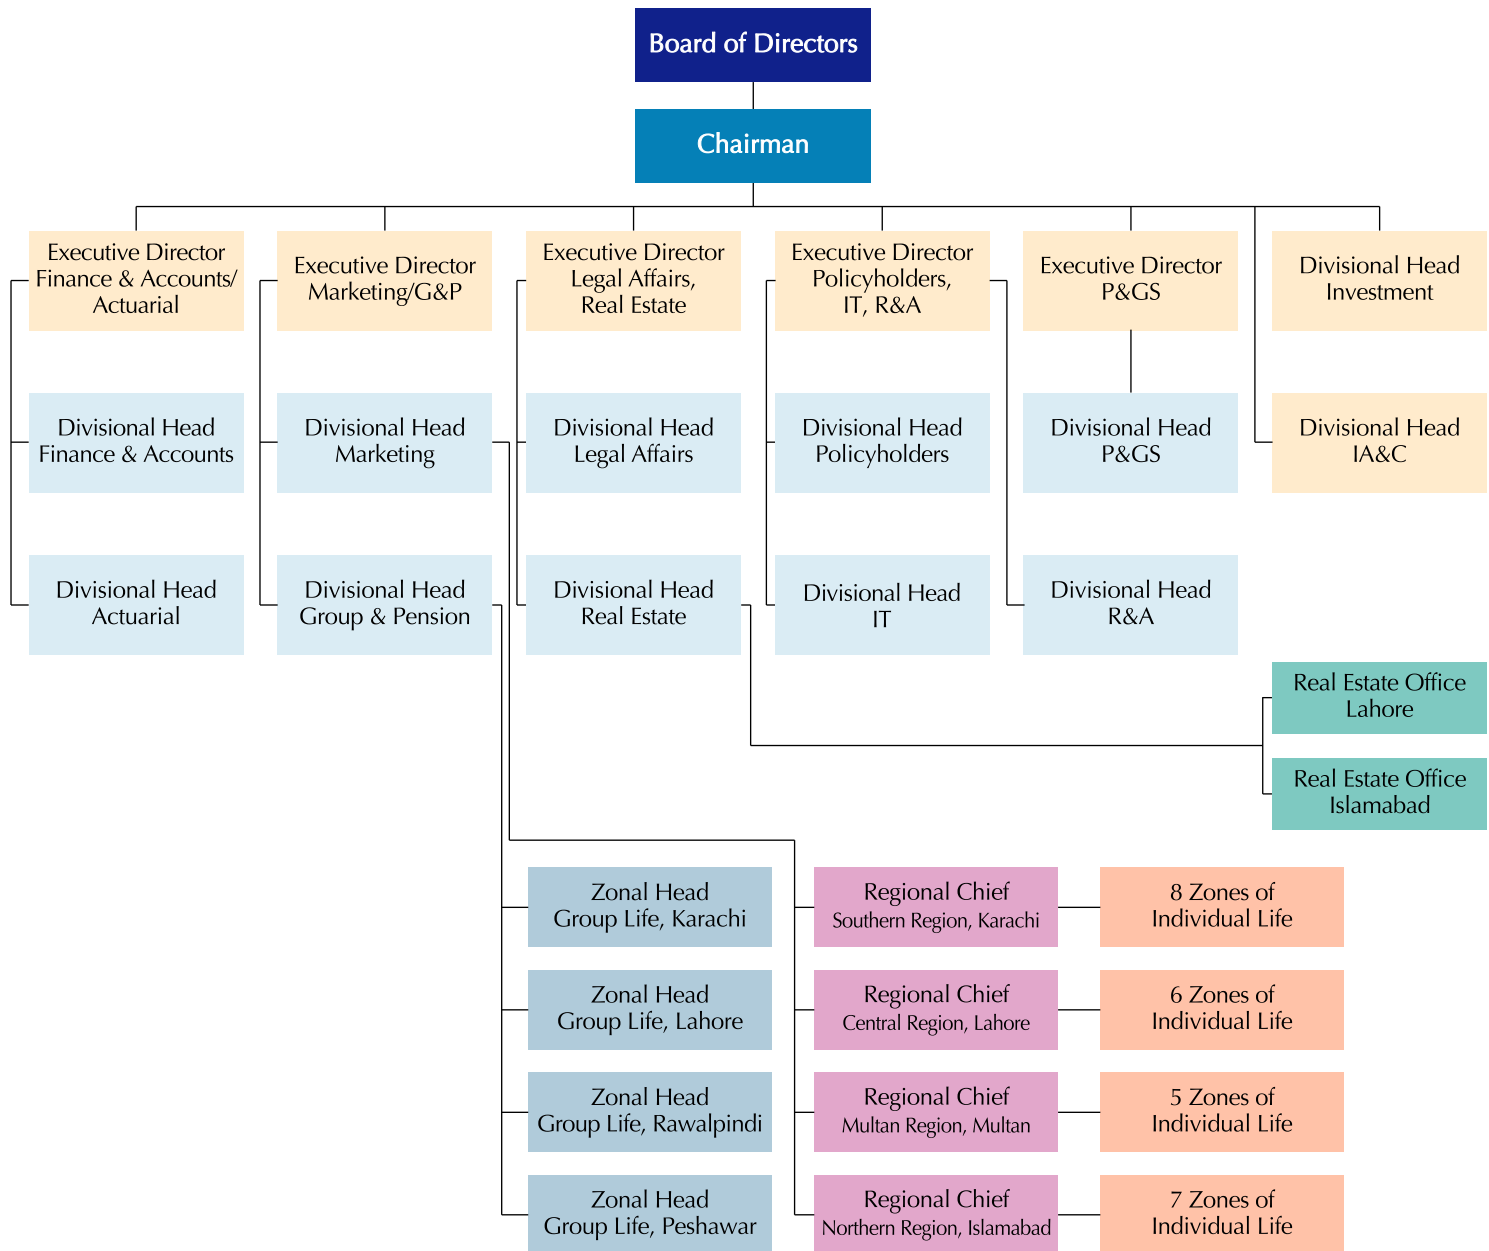 Board of Directors
Chairman
Executive Director
Finance & Accounts/
Actuarial
Executive Director
Marketing/G&P
Executive Director
Legal Affairs,
Real Estate
Executive Director
Policyholders,
IT, R&A
Executive Director
P&GS
Divisional Head
Investment
Divisional Head
Finance & Accounts
Divisional Head
Marketing
Divisional Head
Legal Affairs
Divisional Head
Policyholders
Divisional Head
P&GS
Divisional Head
IA&C
Divisional Head
Actuarial
Divisional Head
Group & Pension
Divisional Head
Real Estate
Divisional Head
IT
Divisional Head
R&A
Real Estate Office
Lahore
Real Estate Office
Islamabad
Zonal Head
Group Life, Karachi
Regional Chief
Southern Region, Karachi
8 Zones of
Individual Life
Zonal Head
Group Life, Lahore
Regional Chief
Central Region, Lahore
6 Zones of
Individual Life
Zonal Head
Group Life, Rawalpindi
Regional Chief
Multan Region, Multan
5 Zones of
Individual Life
Zonal Head
Group Life, Peshawar
Regional Chief
Northern Region, Islamabad
7 Zones of
Individual Life